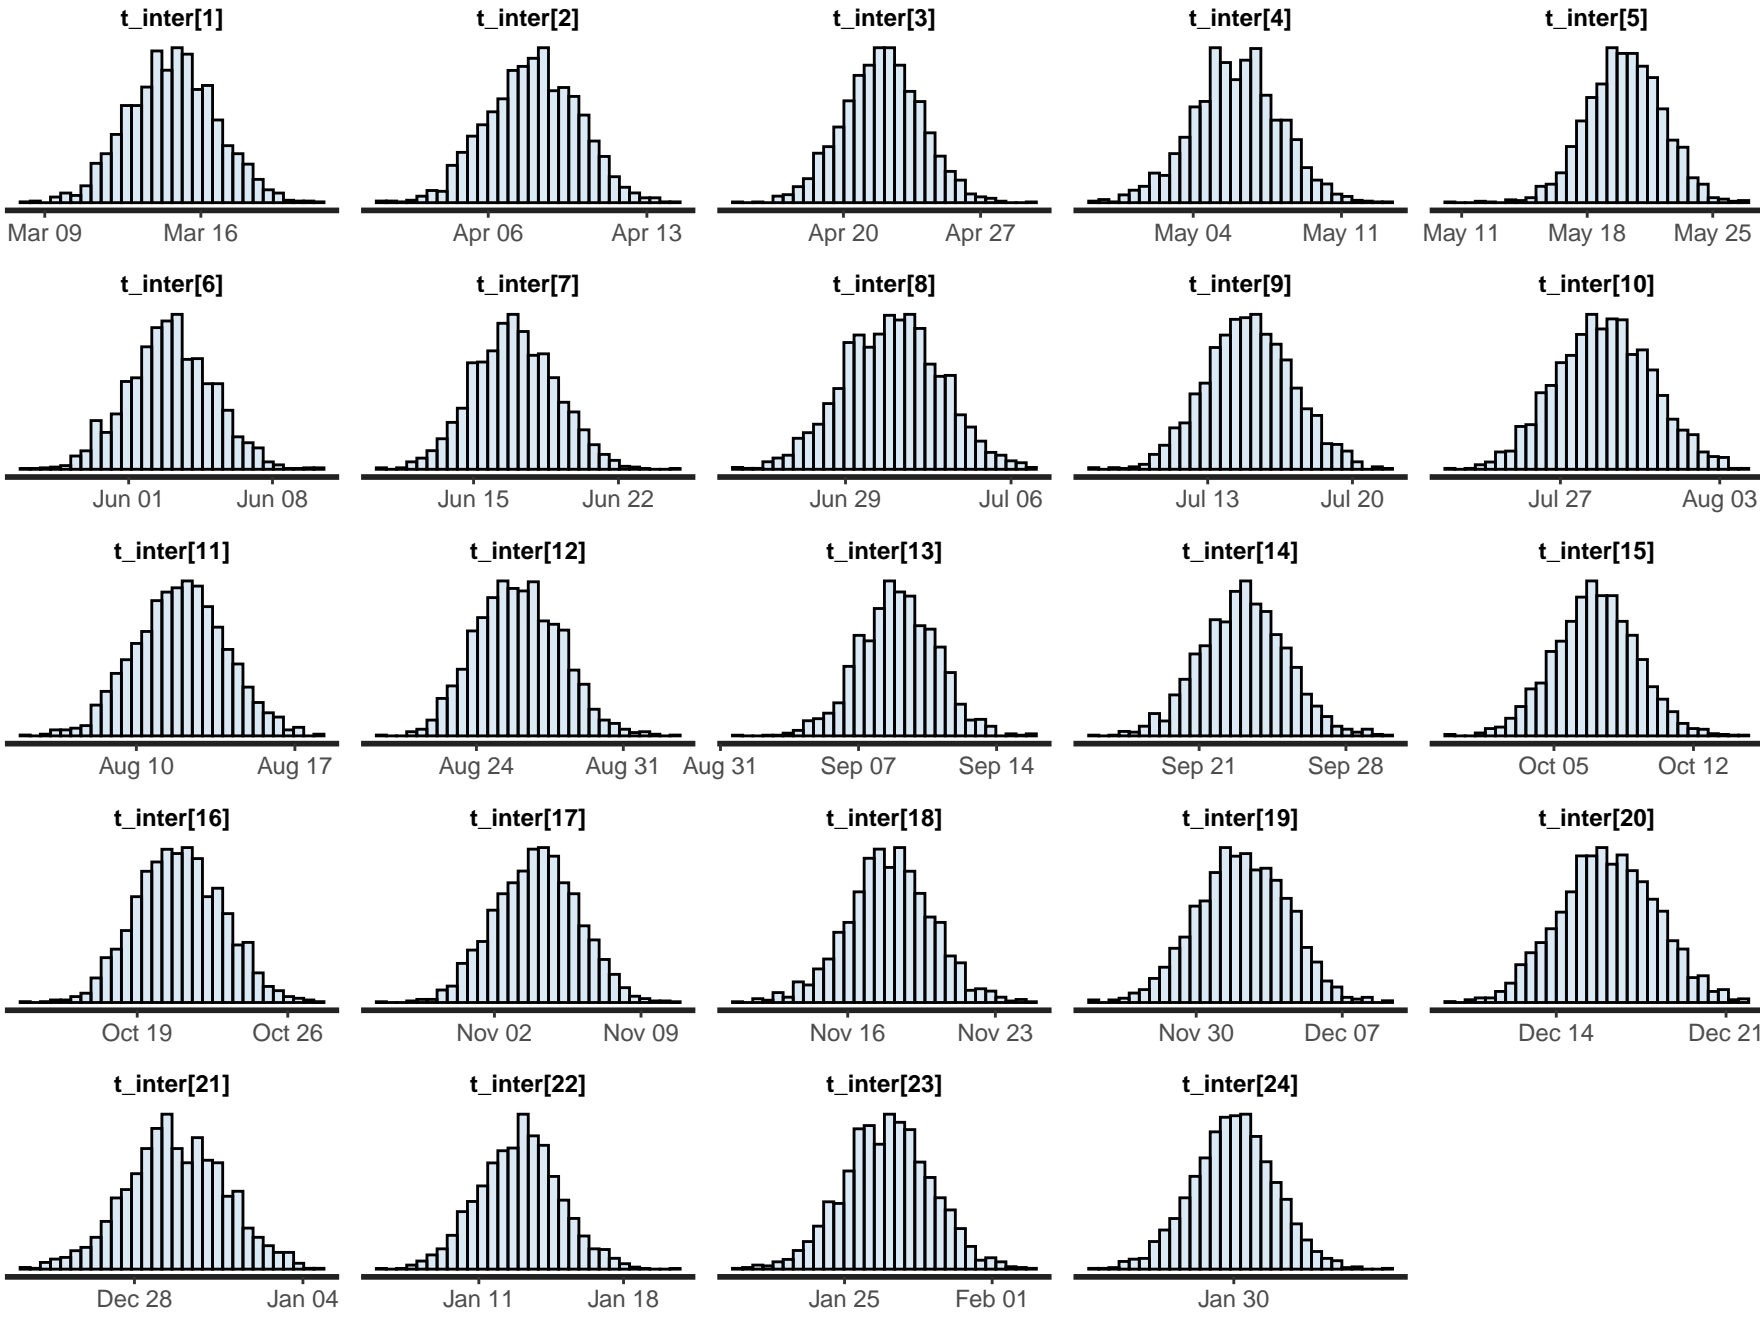 t_inter[1] t_inter[2] t_inter[3] t_inter[4] t_inter[5]
Mar 09 Mar 16 Apr 06 Apr 13 Apr 20 Apr 27 May 04 May 11 May 11 May 18 May 25
t_inter[6] t_inter[7] t_inter[8] t_inter[9] t_inter[10]
Jun 01 Jun 08 Jun 15 Jun 22 Jun 29 Jul 06 Jul 13 Jul 20 Jul 27 Aug 03
t_inter[11] t_inter[12] t_inter[13] t_inter[14] t_inter[15]
Aug 10 Aug 17 Aug 24 Aug 31 Aug 31 Sep 07 Sep 14 Sep 21 Sep 28 Oct 05 Oct 12
t_inter[16] t_inter[17] t_inter[18] t_inter[19] t_inter[20]
Oct 19 Oct 26 Nov 02 Nov 09 Nov 16 Nov 23 Nov 30 Dec 07 Dec 14 Dec 21
t_inter[21] t_inter[22] t_inter[23] t_inter[24]
Dec 28 Jan 04 Jan 11 Jan 18 Jan 25 Feb 01 Jan 30